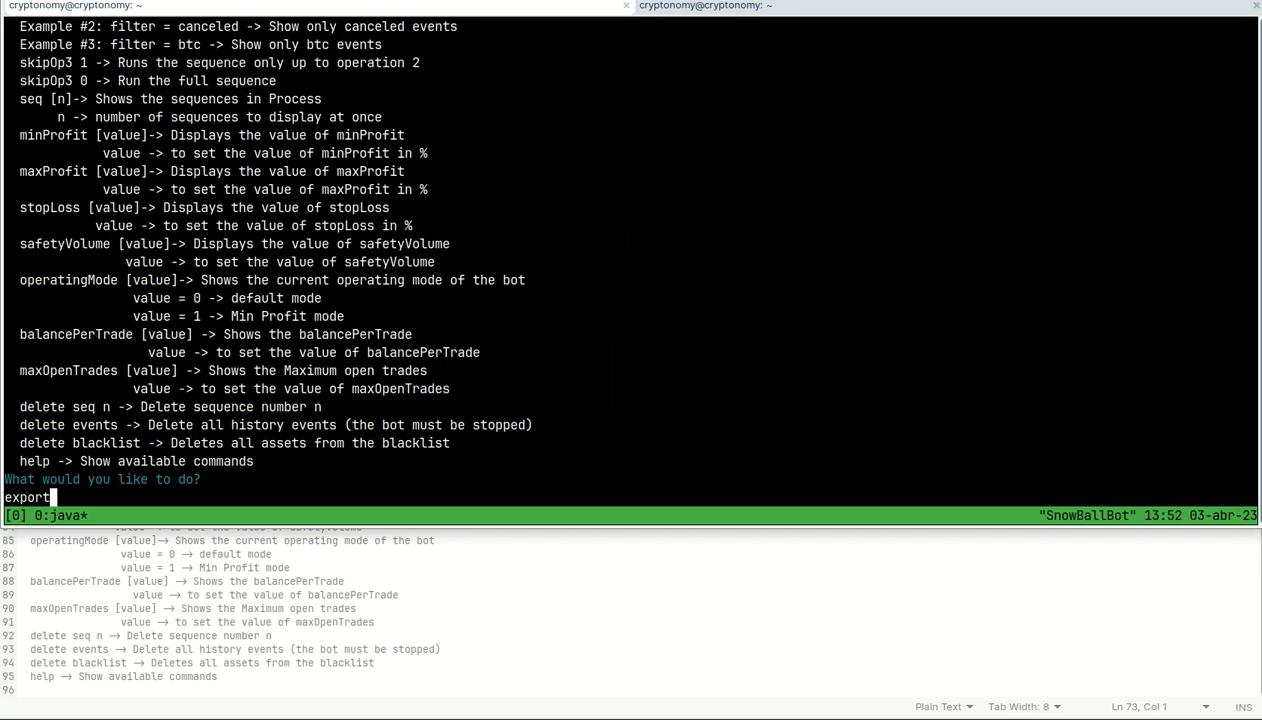 cryptonomy@cryptonomy: ~
cryptonomy@cryptonomy: ~
Example #2: filter = canceled -> Show only canceled events
Example #3: filter = btc -> Show only btc events
skipOp3 1 -> Runs the sequence only up to operation 2
skipOp3 0 -> Run the full sequence
seq [n]-> Shows the sequences in Process
n -> number of sequences to display at once
minProfit [value]-> Displays the value of minProfit
value -> to set the value of minProfit in %
maxProfit [value]-> Displays the value of maxProfit
value -> to set the value of maxProfit in %
stopLoss [value]-> Displays the value of stopLoss
value -> to set the value of stopLoss in %
safetyVolume [value]-> Displays the value of safetyVolume
value -> to set the value of safetyVolume
operatingMode [value]-> Shows the current operating mode of the bot
value = 0 -> default mode
value = 1 -> Min Profit mode
balancePerTrade [value] -> Shows the balancePerTrade
value -> to set the value of balancePerTrade
maxOpenTrades [value] -> Shows the Maximum open trades
value -> to set the value of maxOpenTrades
delete seq n -> Delete sequence number n
delete events -> Delete all history events (the bot must be stopped)
delete blacklist -> Deletes all assets from the blacklist
help -> Show available commands
What would you like to do?
export
[0] 0:java* "SnowBallBot" 13:52 03-abr-23
84 value -> to set the value of safetyVolume
85 operatingMode [value]-> Shows the current operating mode of the bot
86 value = 0 -> default mode
87 value = 1 -> Min Profit mode
88 balancePerTrade [value] -> Shows the balancePerTrade
89 value -> to set the value of balancePerTrade
90 maxOpenTrades [value] -> Shows the Maximum open trades
91 value -> to set the value of maxOpenTrades
92 delete seq n -> Delete sequence number n
93 delete events -> Delete all history events (the bot must be stopped)
94 delete blacklist -> Deletes all assets from the blacklist
95 help -> Show available commands
96
Plain Text Tab Width: 8 Ln 73, Col 1 INS